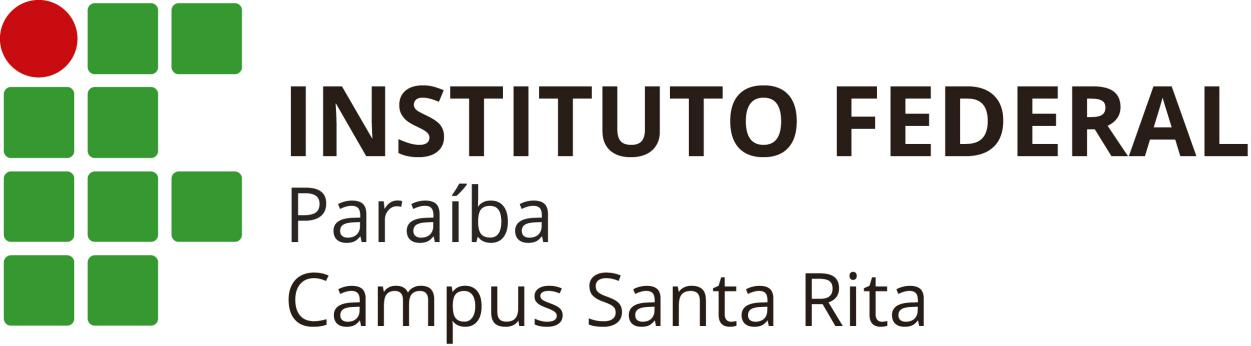 INSTITUTO FEDERAL
Paraíba
Campus Santa Rita